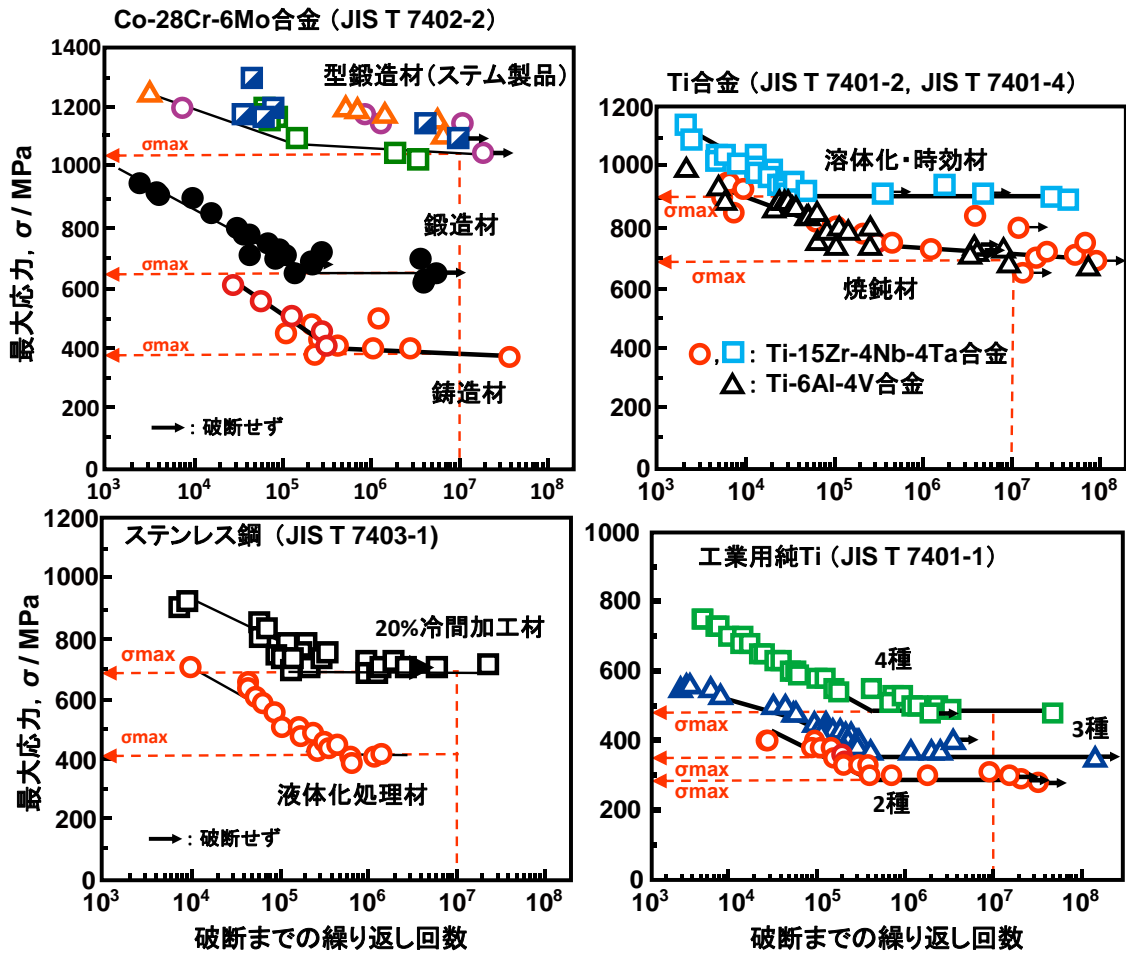 Co-28Cr-6Mo合金（JIS T 7402-2）
最大応力, σ / MPa
1400
1200
1000
800
600
400
200
0
型鍛造材（ステム製品）
σmax
鍛造材
σmax
σmax
鋳造材
→：破断せず
10³ 10⁴ 10⁵ 10⁶ 10⁷ 10⁸
Ti合金（JIS T 7401-2, JIS T 7401-4）
1200
1000
800
600
400
200
0
溶体化・時効材
σmax
σmax
焼鈍材
○,□：Ti-15Zr-4Nb-4Ta合金
△：Ti-6Al-4V合金
10³ 10⁴ 10⁵ 10⁶ 10⁷ 10⁸
ステンレス鋼（JIS T 7403-1)
最大応力, σ / MPa
1200
1000
800
600
400
200
0
20%冷間加工材
σmax
σmax
液体化処理材
→：破断せず
10³ 10⁴ 10⁵ 10⁶ 10⁷ 10⁸
破断までの繰り返し回数
工業用純Ti（JIS T 7401-1）
1000
800
600
400
200
0
4種
σmax
3種
σmax
σmax
2種
10³ 10⁴ 10⁵ 10⁶ 10⁷ 10⁸
破断までの繰り返し回数